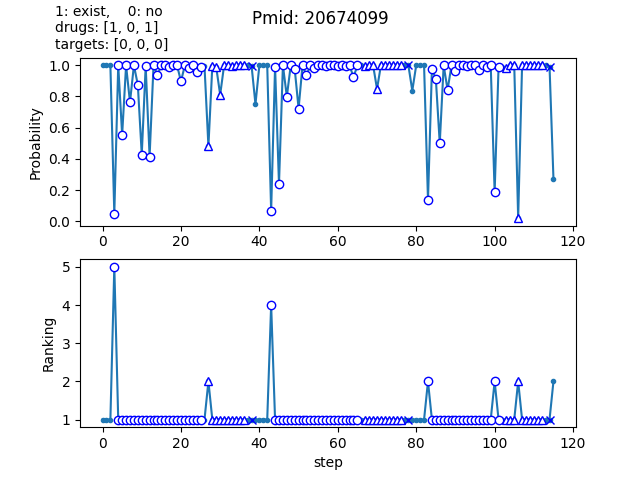 1: exist,    0: no
drugs: [1, 0, 1]
targets: [0, 0, 0]
Pmid: 20674099
Probability
1.0
0.8
0.6
0.4
0.2
0.0
0 20 40 60 80 100 120
Ranking
5
4
3
2
1
0 20 40 60 80 100 120
step